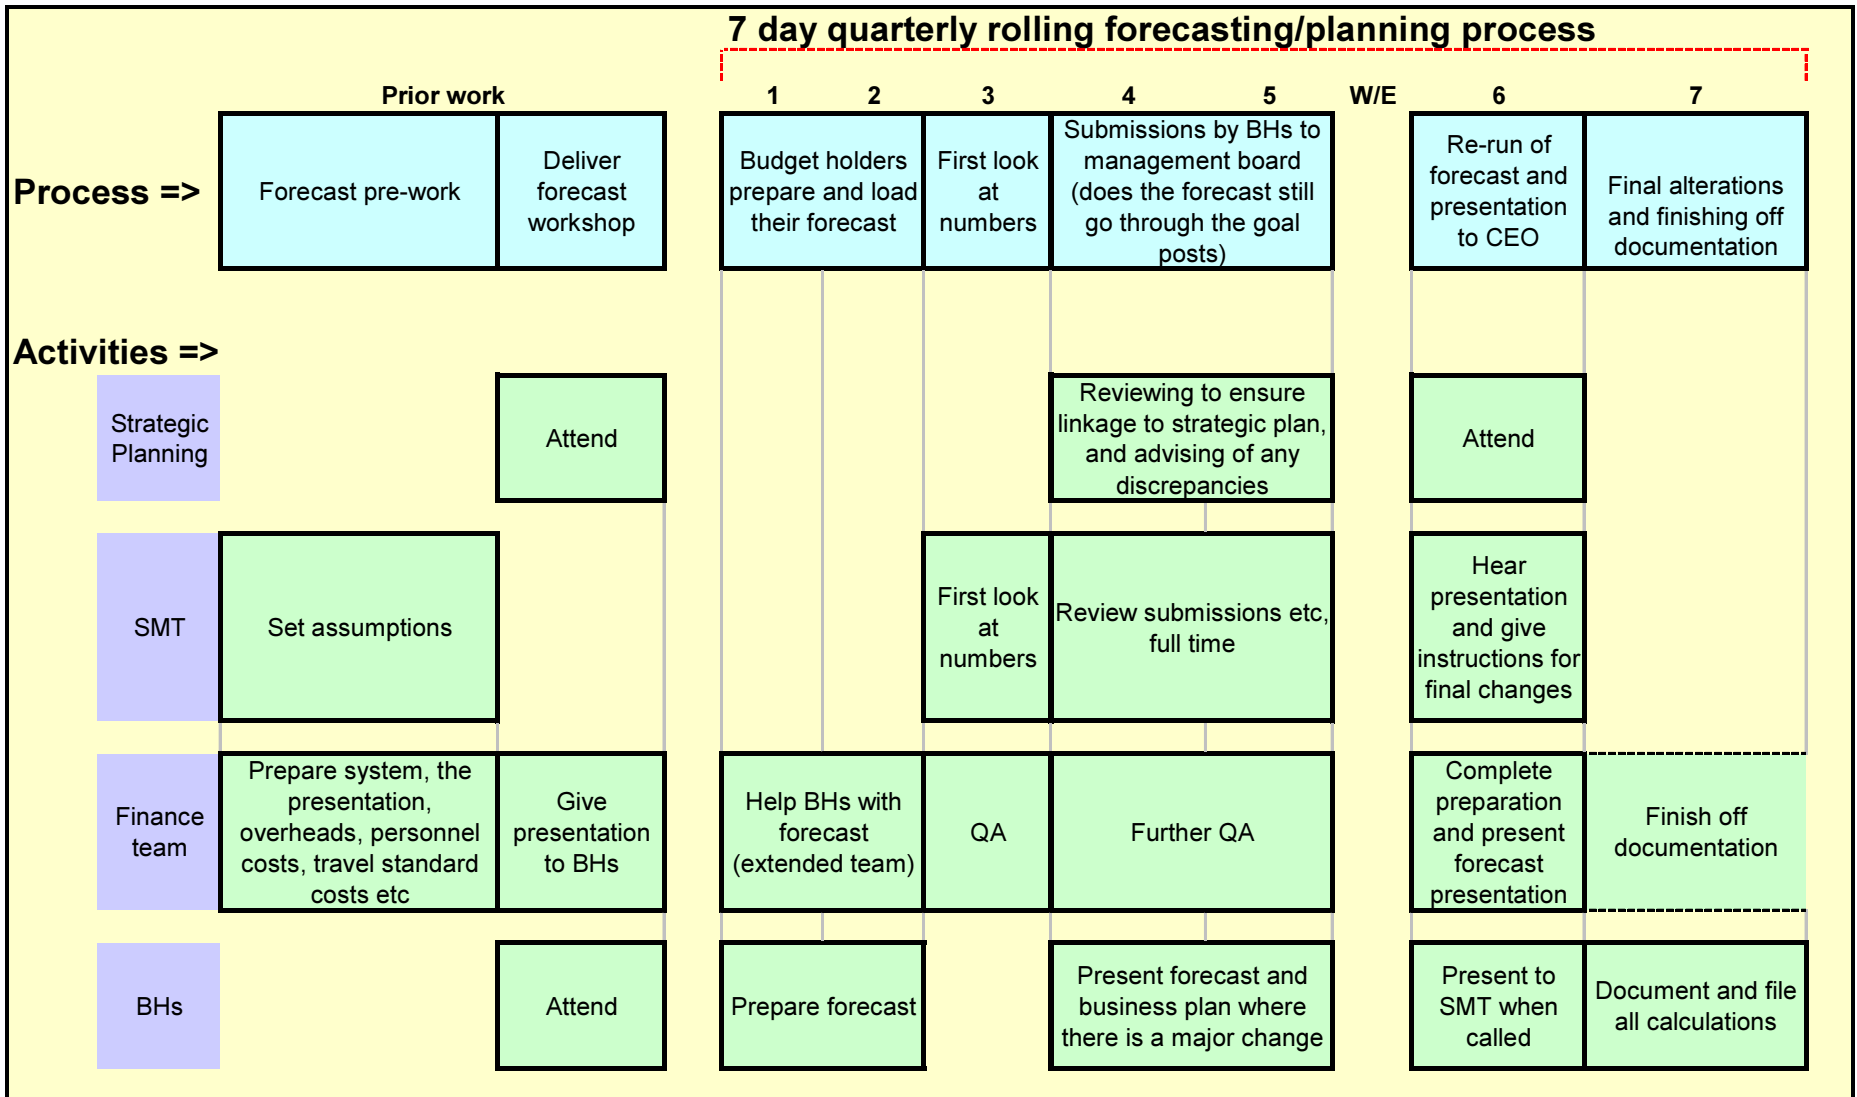 7 day quarterly rolling forecasting/planning process
Prior work
1
2
3
4
5
W/E
6
7
Process =>
Forecast pre-work
Deliver
forecast
workshop
Budget holders
prepare and load
their forecast
First look
at
numbers
Submissions by BHs to
management board
(does the forecast still
go through the goal
posts)
Re-run of
forecast and
presentation
to CEO
Final alterations
and finishing off
documentation
Activities =>
Strategic
Planning
Attend
Reviewing to ensure
linkage to strategic plan,
and advising of any
discrepancies
Attend
SMT
Set assumptions
First look
at
numbers
Review submissions etc,
full time
Hear
presentation
and give
instructions for
final changes
Finance
team
Prepare system, the
presentation,
overheads, personnel
costs, travel standard
costs etc
Give
presentation
to BHs
Help BHs with
forecast
(extended team)
QA
Further QA
Complete
preparation
and present
forecast
presentation
Finish off
documentation
BHs
Attend
Prepare forecast
Present forecast and
business plan where
there is a major change
Present to
SMT when
called
Document and file
all calculations